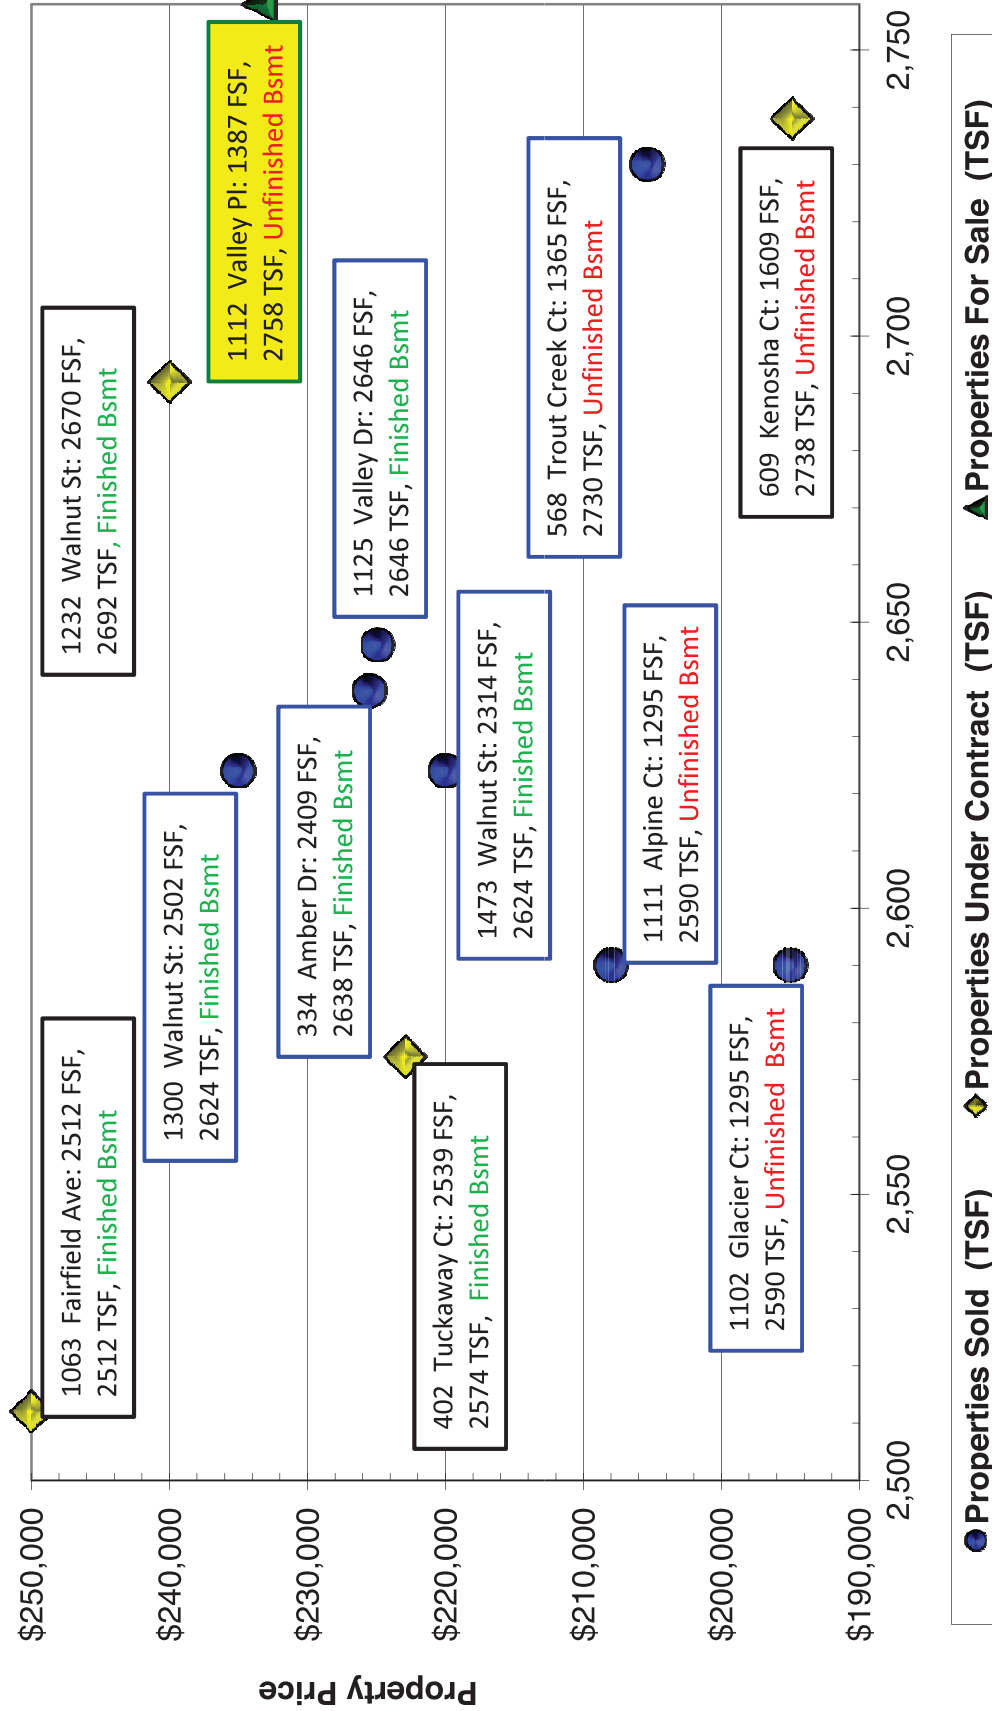 Property Price
$250,000
$240,000
$230,000
$220,000
$210,000
$200,000
$190,000
1063 Fairfield Ave: 2512 FSF,
2512 TSF, Finished Bsmt
1232 Walnut St: 2670 FSF,
2692 TSF, Finished Bsmt
1300 Walnut St: 2502 FSF,
2624 TSF, Finished Bsmt
1112 Valley Pl: 1387 FSF,
2758 TSF, Unfinished Bsmt
334 Amber Dr: 2409 FSF,
2638 TSF, Finished Bsmt
1125 Valley Dr: 2646 FSF,
2646 TSF, Finished Bsmt
402 Tuckaway Ct: 2539 FSF,
2574 TSF, Finished Bsmt
1473 Walnut St: 2314 FSF,
2624 TSF, Finished Bsmt
568 Trout Creek Ct: 1365 FSF,
2730 TSF, Unfinished Bsmt
1111 Alpine Ct: 1295 FSF,
2590 TSF, Unfinished Bsmt
1102 Glacier Ct: 1295 FSF,
2590 TSF, Unfinished Bsmt
609 Kenosha Ct: 1609 FSF,
2738 TSF, Unfinished Bsmt
2,500 2,550 2,600 2,650 2,700 2,750
Properties Sold (TSF) Properties Under Contract (TSF) Properties For Sale (TSF)